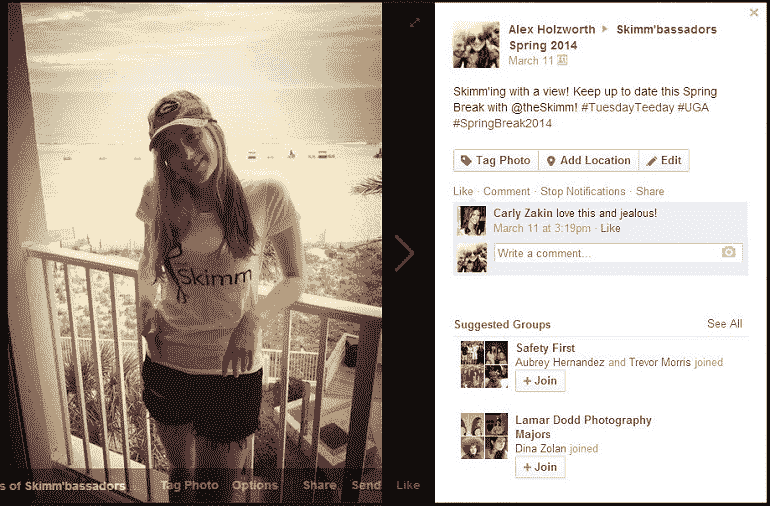 Skimm
s of Skimm'bassadors
Tag Photo Options Share Send Like
Alex Holzworth ▸ Skimm'bassadors
Spring 2014
March 11
Skimm'ing with a view! Keep up to date this Spring
Break with @theSkimm! #TuesdayTeeday #UGA
#SpringBreak2014
Tag Photo Add Location Edit
Like · Comment · Stop Notifications · Share
Carly Zakin love this and jealous!
March 11 at 3:19pm · Like
Write a comment...
Suggested Groups See All
Safety First
Aubrey Hernandez and Trevor Morris joined
+ Join
Lamar Dodd Photography
Majors
Dina Zolan joined
+ Join